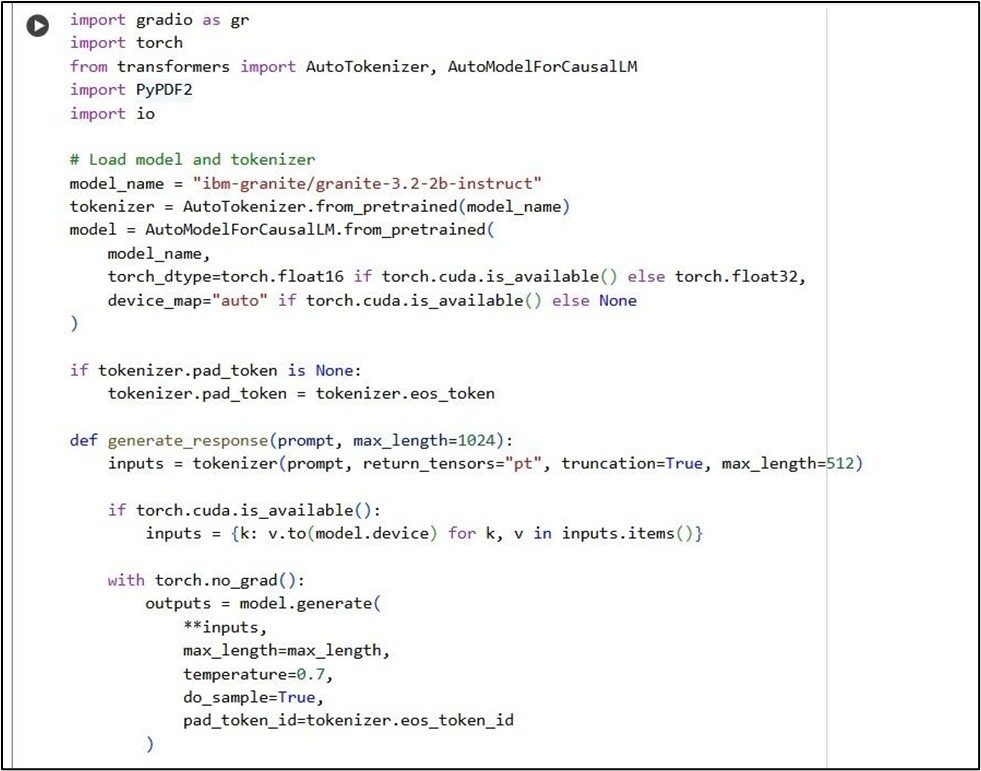 import gradio as gr
import torch
from transformers import AutoTokenizer, AutoModelForCausalLM
import PyPDF2
import io

# Load model and tokenizer
model_name = "ibm-granite/granite-3.2-2b-instruct"
tokenizer = AutoTokenizer.from_pretrained(model_name)
model = AutoModelForCausalLM.from_pretrained(
    model_name,
    torch_dtype=torch.float16 if torch.cuda.is_available() else torch.float32,
    device_map="auto" if torch.cuda.is_available() else None
)

if tokenizer.pad_token is None:
    tokenizer.pad_token = tokenizer.eos_token

def generate_response(prompt, max_length=1024):
    inputs = tokenizer(prompt, return_tensors="pt", truncation=True, max_length=512)

    if torch.cuda.is_available():
        inputs = {k: v.to(model.device) for k, v in inputs.items()}

    with torch.no_grad():
        outputs = model.generate(
            **inputs,
            max_length=max_length,
            temperature=0.7,
            do_sample=True,
            pad_token_id=tokenizer.eos_token_id
        )